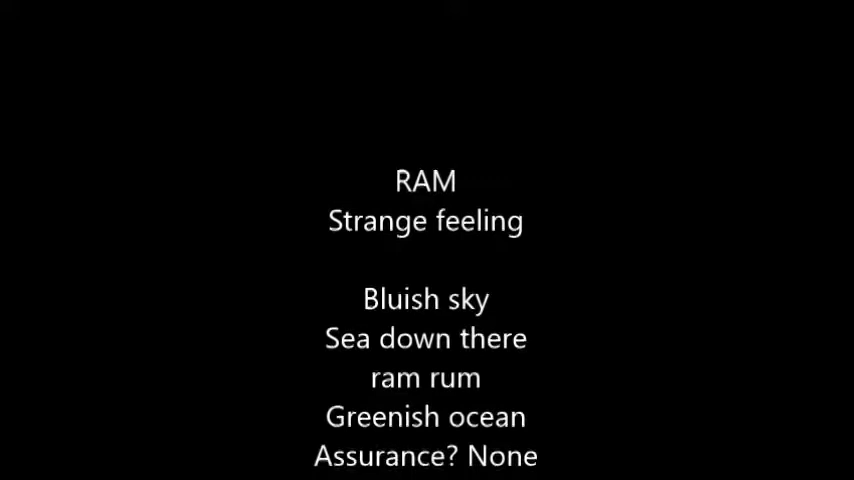 RAM
Strange feeling
Bluish sky
Sea down there
ram rum
Greenish ocean
Assurance? None